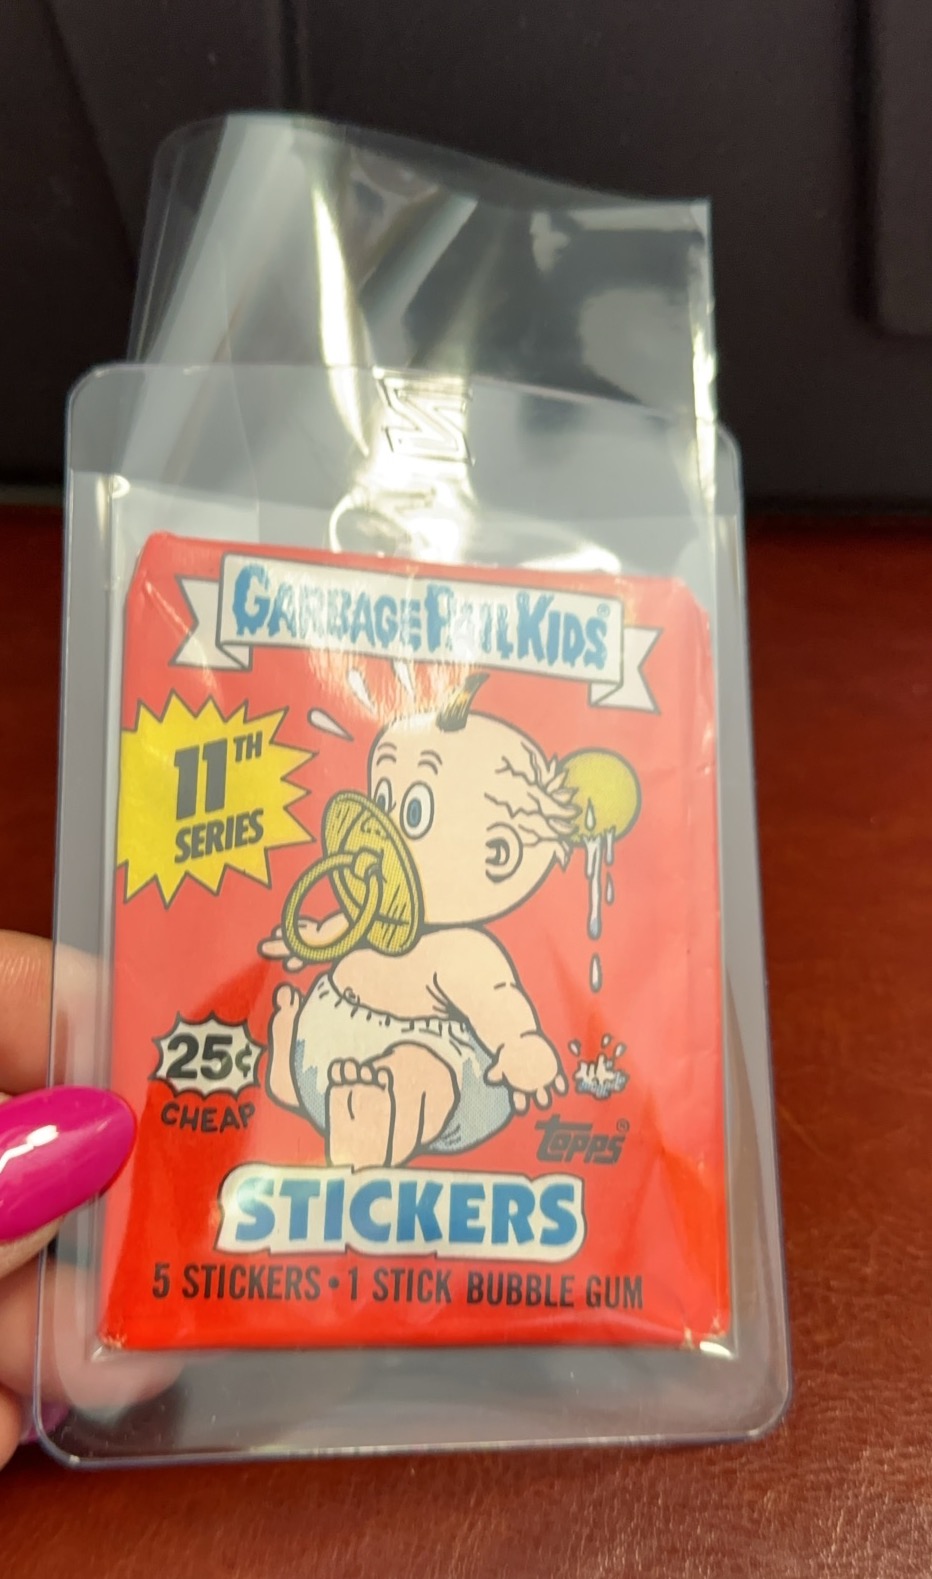 GARBAGE PAIL KIDS®
11TH
SERIES
25¢
CHEAP
TOPPS®
STICKERS
5 STICKERS • 1 STICK BUBBLE GUM